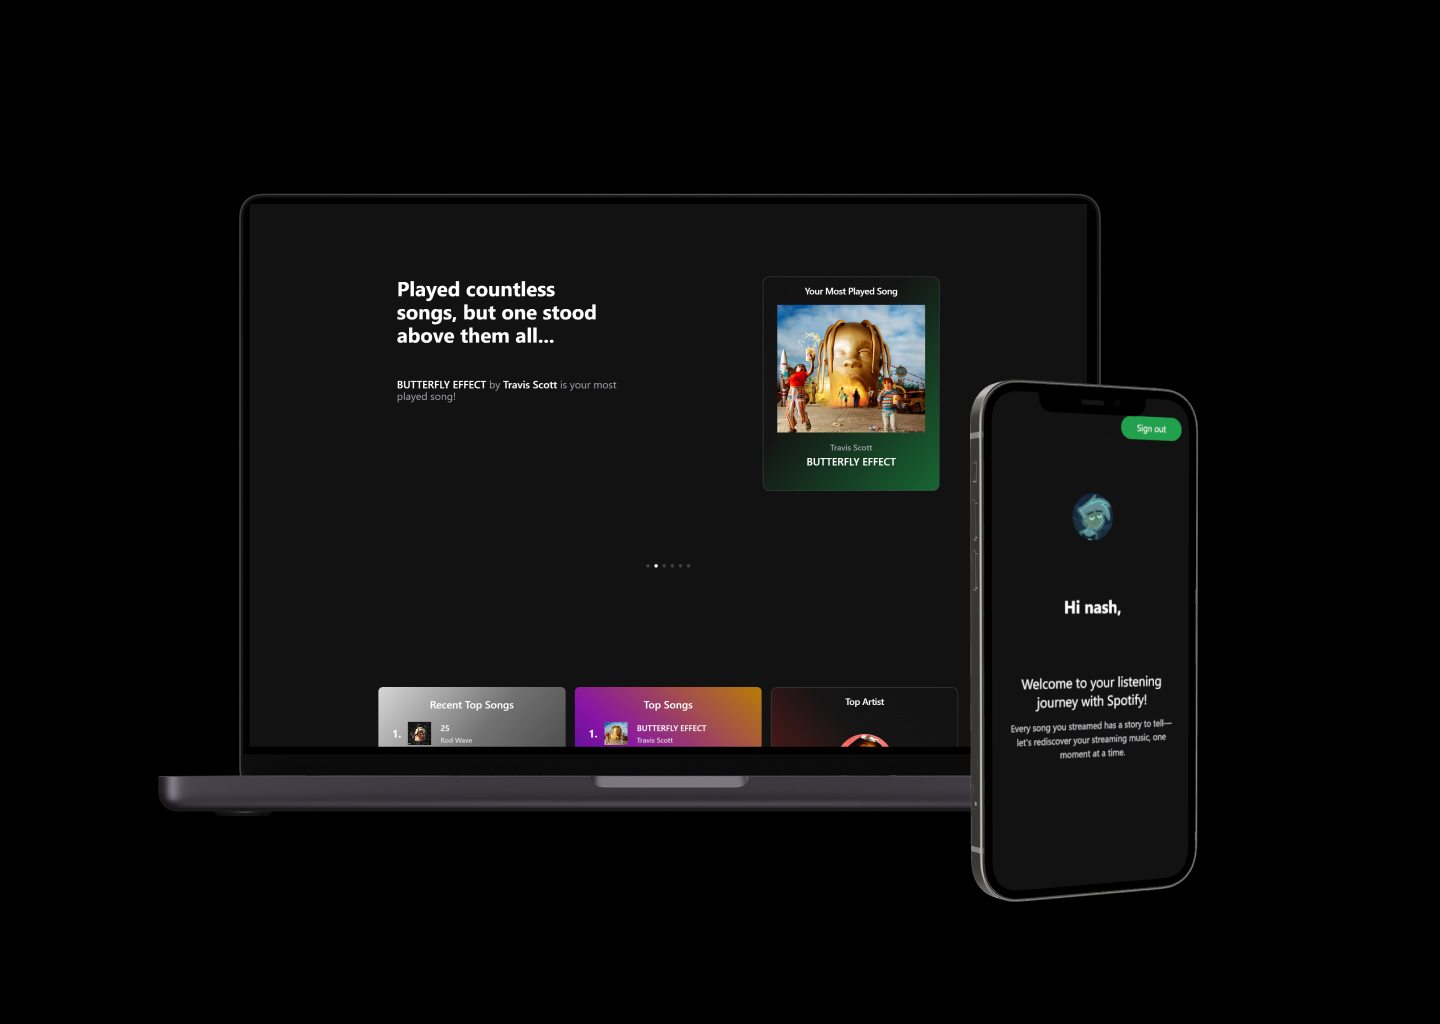 Played countless
songs, but one stood
above them all...
BUTTERFLY EFFECT by Travis Scott is your most
played song!
Your Most Played Song
Travis Scott
BUTTERFLY EFFECT
Recent Top Songs
1.
25
Rod Wave
Top Songs
1.
BUTTERFLY EFFECT
Travis Scott
Top Artist
Sign out
Hi nash,
Welcome to your listening
journey with Spotify!
Every song you streamed has a story to tell—
let's rediscover your streaming music, one
moment at a time.